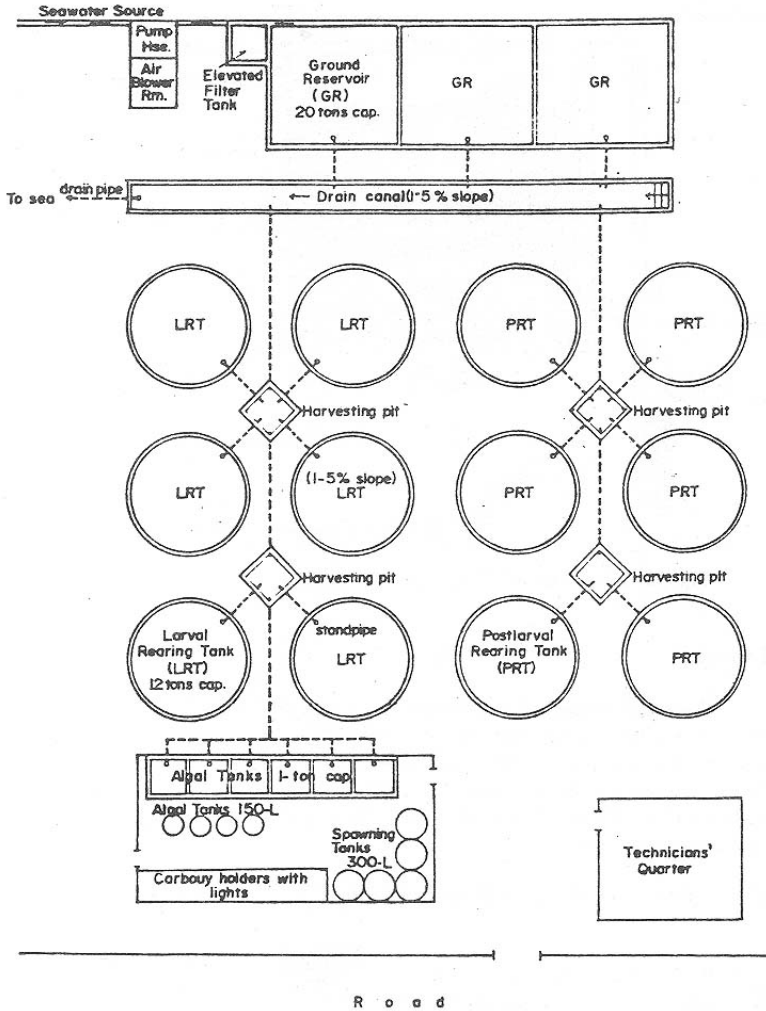 Seawater Source
Pump
Hse.
Air
Blower
Rm.
Elevated
Filter
Tank
Ground
Reservoir
(GR)
20 tons cap.
GR
GR
To sea
drain pipe
Drain canal (1-5 % slope)
LRT
LRT
PRT
PRT
Harvesting pit
Harvesting pit
LRT
(1-5% slope)
LRT
PRT
PRT
Harvesting pit
Harvesting pit
Larval
Rearing Tank
(LRT)
12 tons cap.
standpipe
LRT
Postlarval
Rearing Tank
(PRT)
PRT
Algal Tanks 1-ton cap
Algal Tanks 150-L
Spawning
Tanks
300-L
Carbouy holders with
lights
Technicians'
Quarter
Road